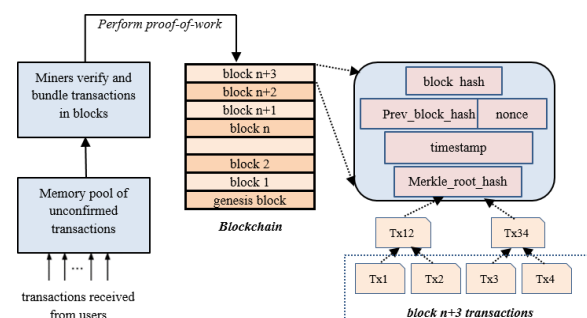 Perform proof-of-work
Miners verify and
bundle transactions
in blocks
Memory pool of
unconfirmed
transactions
...
transactions received
from users
block n+3
block n+2
block n+1
block n
block 2
block 1
genesis block
Blockchain
block_hash
Prev_block_hash
nonce
timestamp
Merkle_root_hash
Tx12
Tx34
Tx1
Tx2
Tx3
Tx4
block n+3 transactions